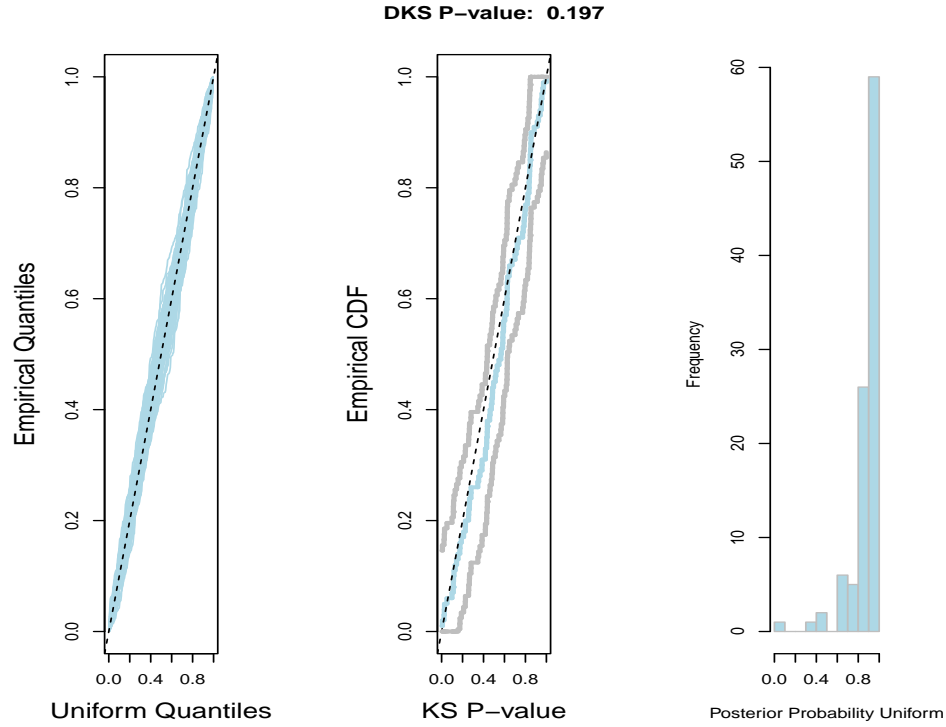 DKS P-value: 0.197
Empirical Quantiles
0.0 0.2 0.4 0.6 0.8 1.0
0.0 0.4 0.8
Uniform Quantiles
Empirical CDF
0.0 0.2 0.4 0.6 0.8 1.0
0.0 0.4 0.8
KS P-value
Frequency
0 10 20 30 40 50 60
0.0 0.4 0.8
Posterior Probability Uniform